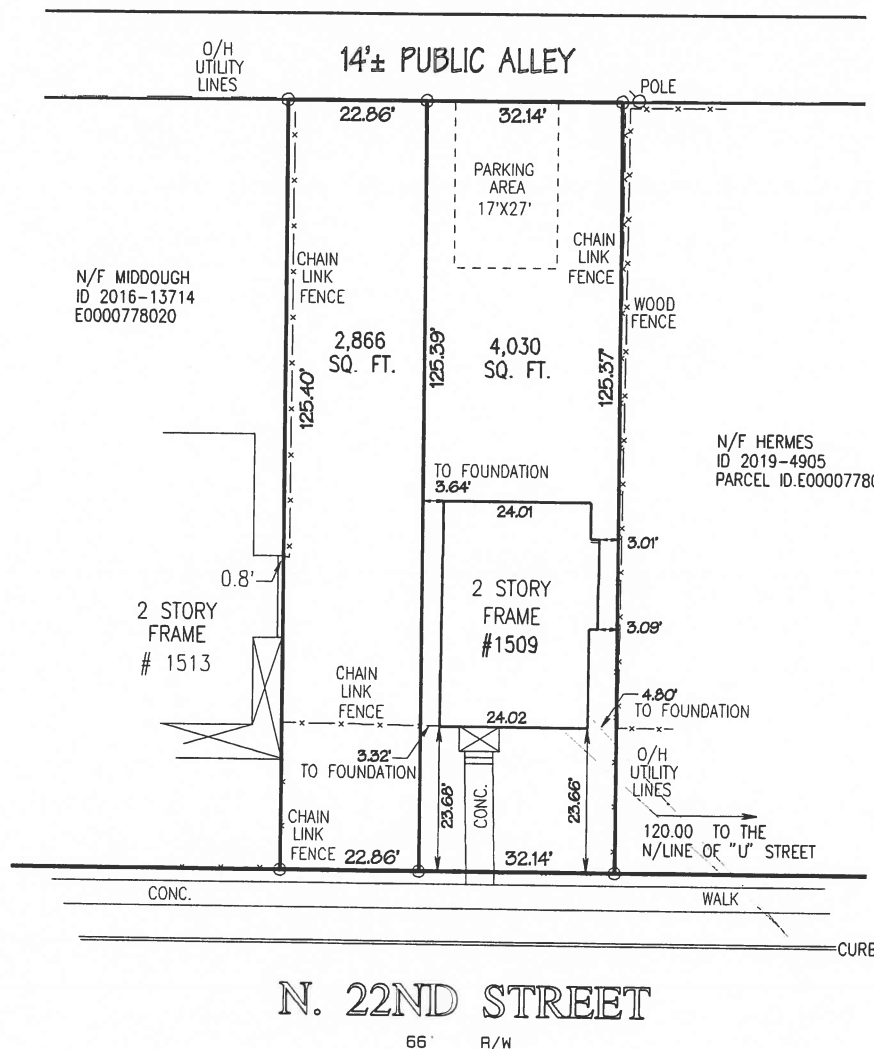 O/H
UTILITY
LINES
14'± PUBLIC ALLEY
POLE
22.86'
32.14'
PARKING
AREA
17'X27'
CHAIN
LINK
FENCE
CHAIN
LINK
FENCE
N/F MIDDOUGH
ID 2016-13714
E0000778020
WOOD
FENCE
2,866
SQ. FT.
4,030
SQ. FT.
125.40'
125.39'
125.37'
N/F HERMES
ID 2019-4905
PARCEL ID.E00007780
TO FOUNDATION
3.64'
24.01
3.01'
0.8'
2 STORY
FRAME
# 1513
2 STORY
FRAME
#1509
3.09'
CHAIN
LINK
FENCE
4.80'
TO FOUNDATION
24.02
3.32'
TO FOUNDATION
O/H
UTILITY
LINES
23.68'
CONC.
23.66'
CHAIN
LINK
FENCE
120.00 TO THE
N/LINE OF "U" STREET
22.86'
32.14'
CONC.
WALK
CURB
N. 22ND STREET
66' R/W